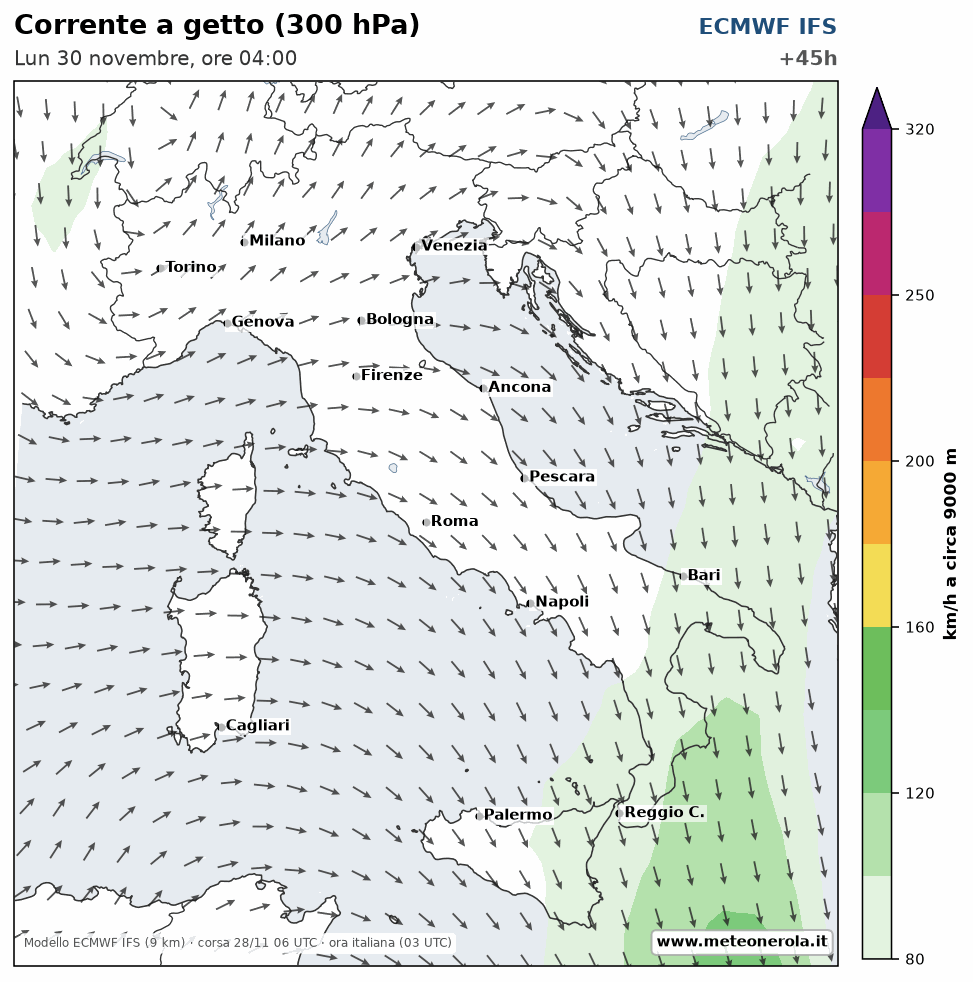 Corrente a getto (300 hPa)
ECMWF IFS
Lun 30 novembre, ore 04:00
+45h
Milano
Venezia
Torino
Genova
Bologna
Firenze
Ancona
Pescara
Roma
Bari
Napoli
Cagliari
Palermo
Reggio C.
Modello ECMWF IFS (9 km) · corsa 28/11 06 UTC · ora italiana (03 UTC)
www.meteonerola.it
320
250
200
160
120
80
km/h a circa 9000 m